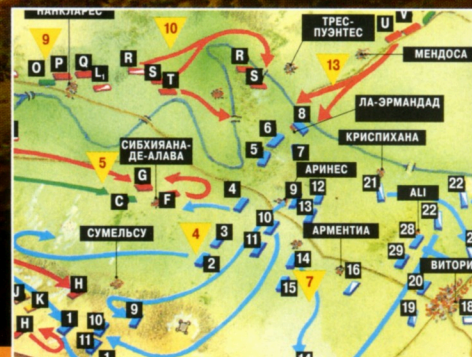 НАНКЛАРЕС
10
ТРЕС-
ПУЭНТЕС
U
V
9
O
P
Q
L₁
R
S
T
R
S
13
МЕНДОСА
8
ЛА-ЭРМАНДАД
6
5
7
СИБХИЯАНА-
ДЕ-АЛАВА
КРИСПИХАНА
АРИНЕС
5
G
C
F
4
9
12
21
ALI
22
22
13
10
11
28
СУМЕЛЬСУ
4
3
2
АРМЕНТИА
29
14
15
7
16
20
ВИТОРИ
19
18
H
J
K
H
1
10
9
11
1